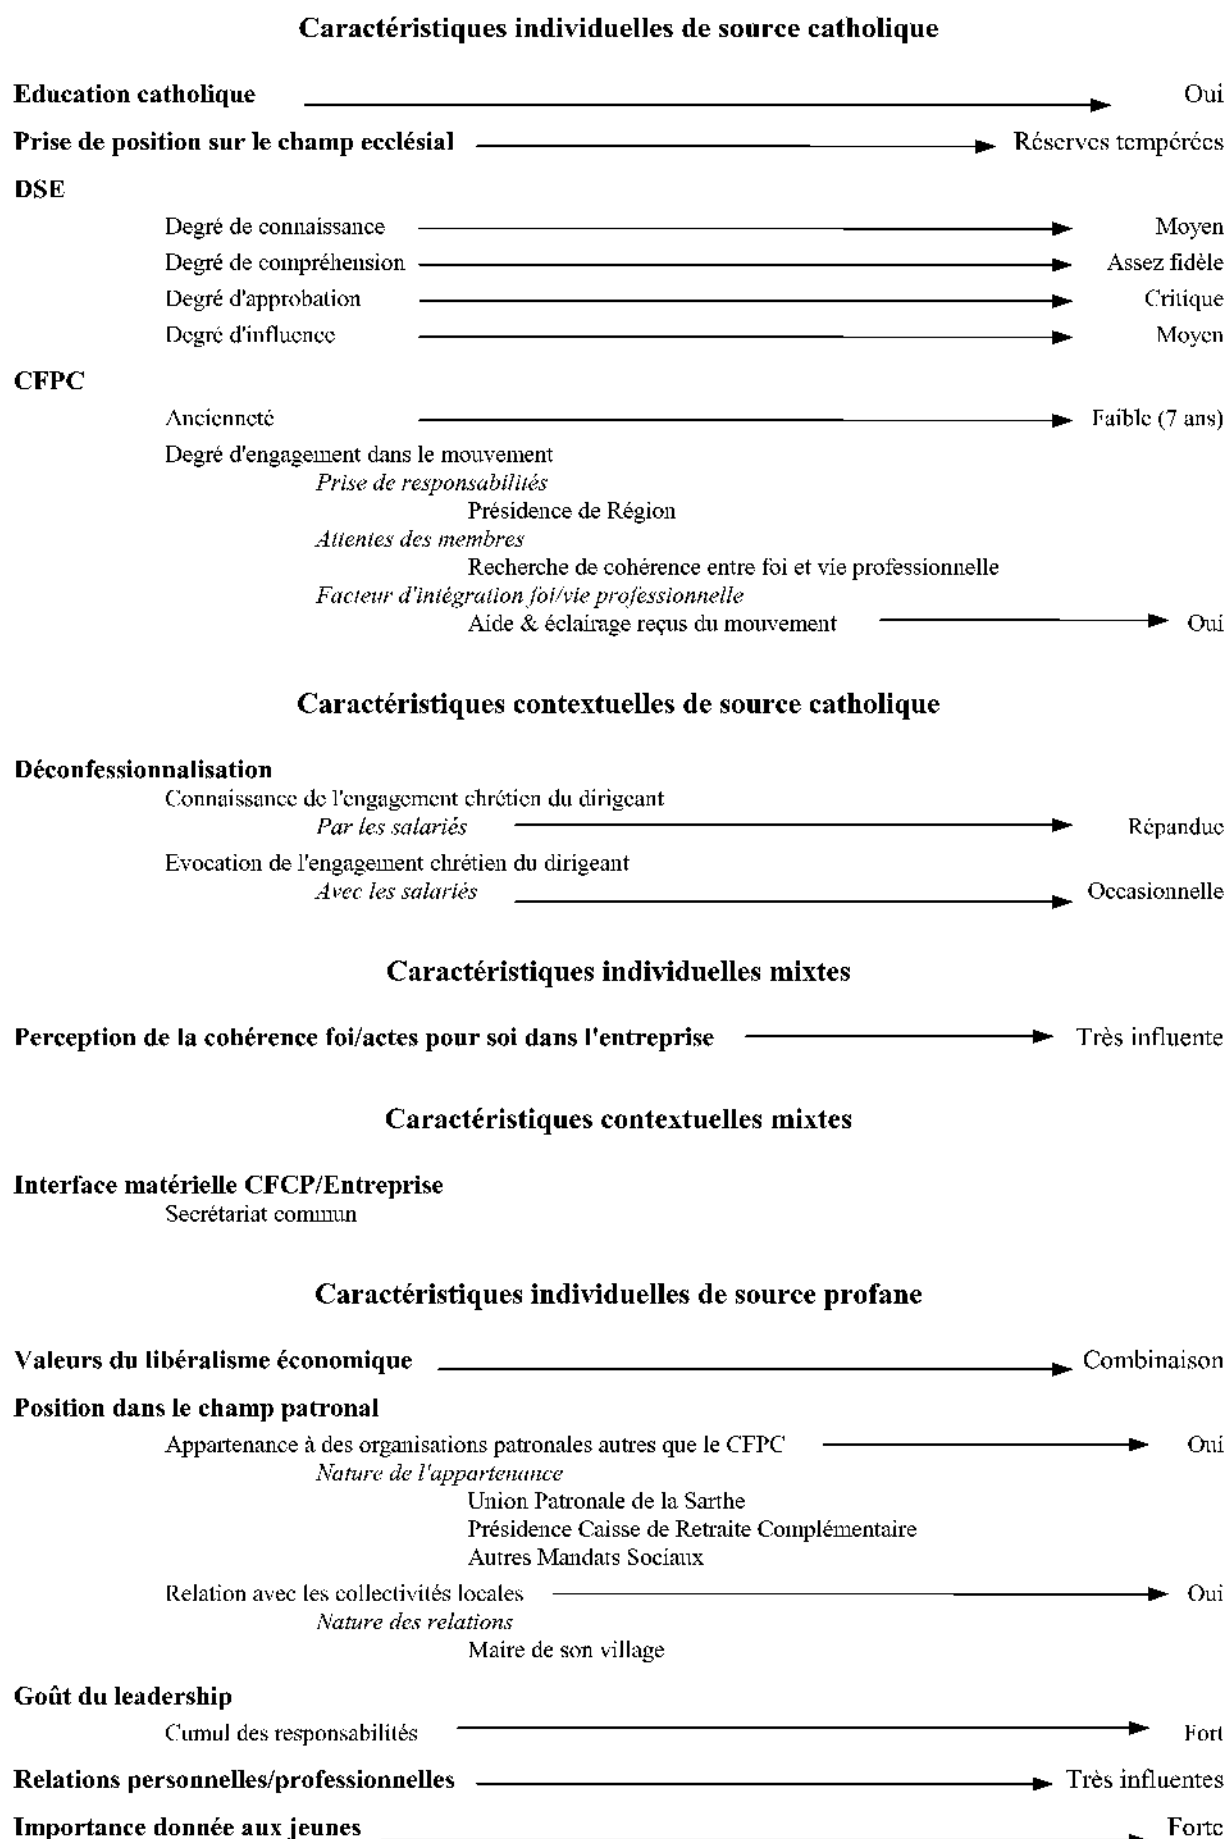 Caractéristiques individuelles de source catholique
Education catholique Oui
Prise de position sur le champ ecclésial Réserves tempérées
DSE
Degré de connaissance Moyen
Degré de compréhension Assez fidèle
Degré d'approbation Critique
Degré d'influence Moyen
CFPC
Ancienneté Faible (7 ans)
Degré d'engagement dans le mouvement
Prise de responsabilités
Présidence de Région
Attentes des membres
Recherche de cohérence entre foi et vie professionnelle
Facteur d'intégration foi/vie professionnelle
Aide & éclairage reçus du mouvement Oui
Caractéristiques contextuelles de source catholique
Déconfessionnalisation
Connaissance de l'engagement chrétien du dirigeant
Par les salariés Répandue
Evocation de l'engagement chrétien du dirigeant
Avec les salariés Occasionnelle
Caractéristiques individuelles mixtes
Perception de la cohérence foi/actes pour soi dans l'entreprise Très influente
Caractéristiques contextuelles mixtes
Interface matérielle CFCP/Entreprise
Secrétariat commun
Caractéristiques individuelles de source profane
Valeurs du libéralisme économique Combinaison
Position dans le champ patronal
Appartenance à des organisations patronales autres que le CFPC Oui
Nature de l'appartenance
Union Patronale de la Sarthe
Présidence Caisse de Retraite Complémentaire
Autres Mandats Sociaux
Relation avec les collectivités locales Oui
Nature des relations
Maire de son village
Goût du leadership
Cumul des responsabilités Fort
Relations personnelles/professionnelles Très influentes
Importance donnée aux jeunes Forte